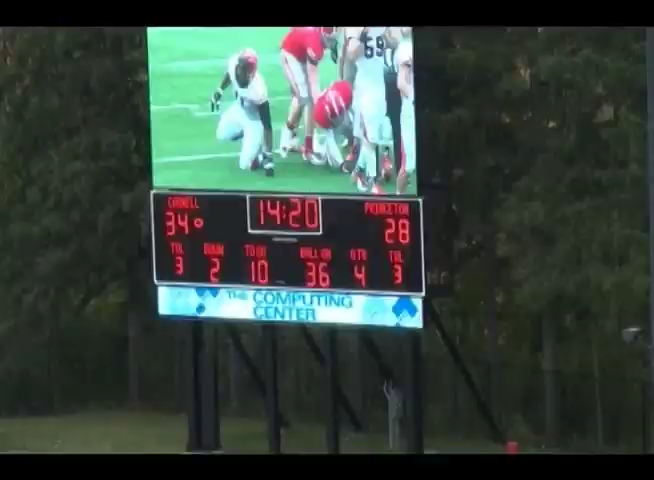 59
CORNELL 14:20 PRINCETON
34 28
TOL DOWN TO GO BALL ON QTR TOL
3 2 10 36 4 3
THE COMPUTING
CENTER